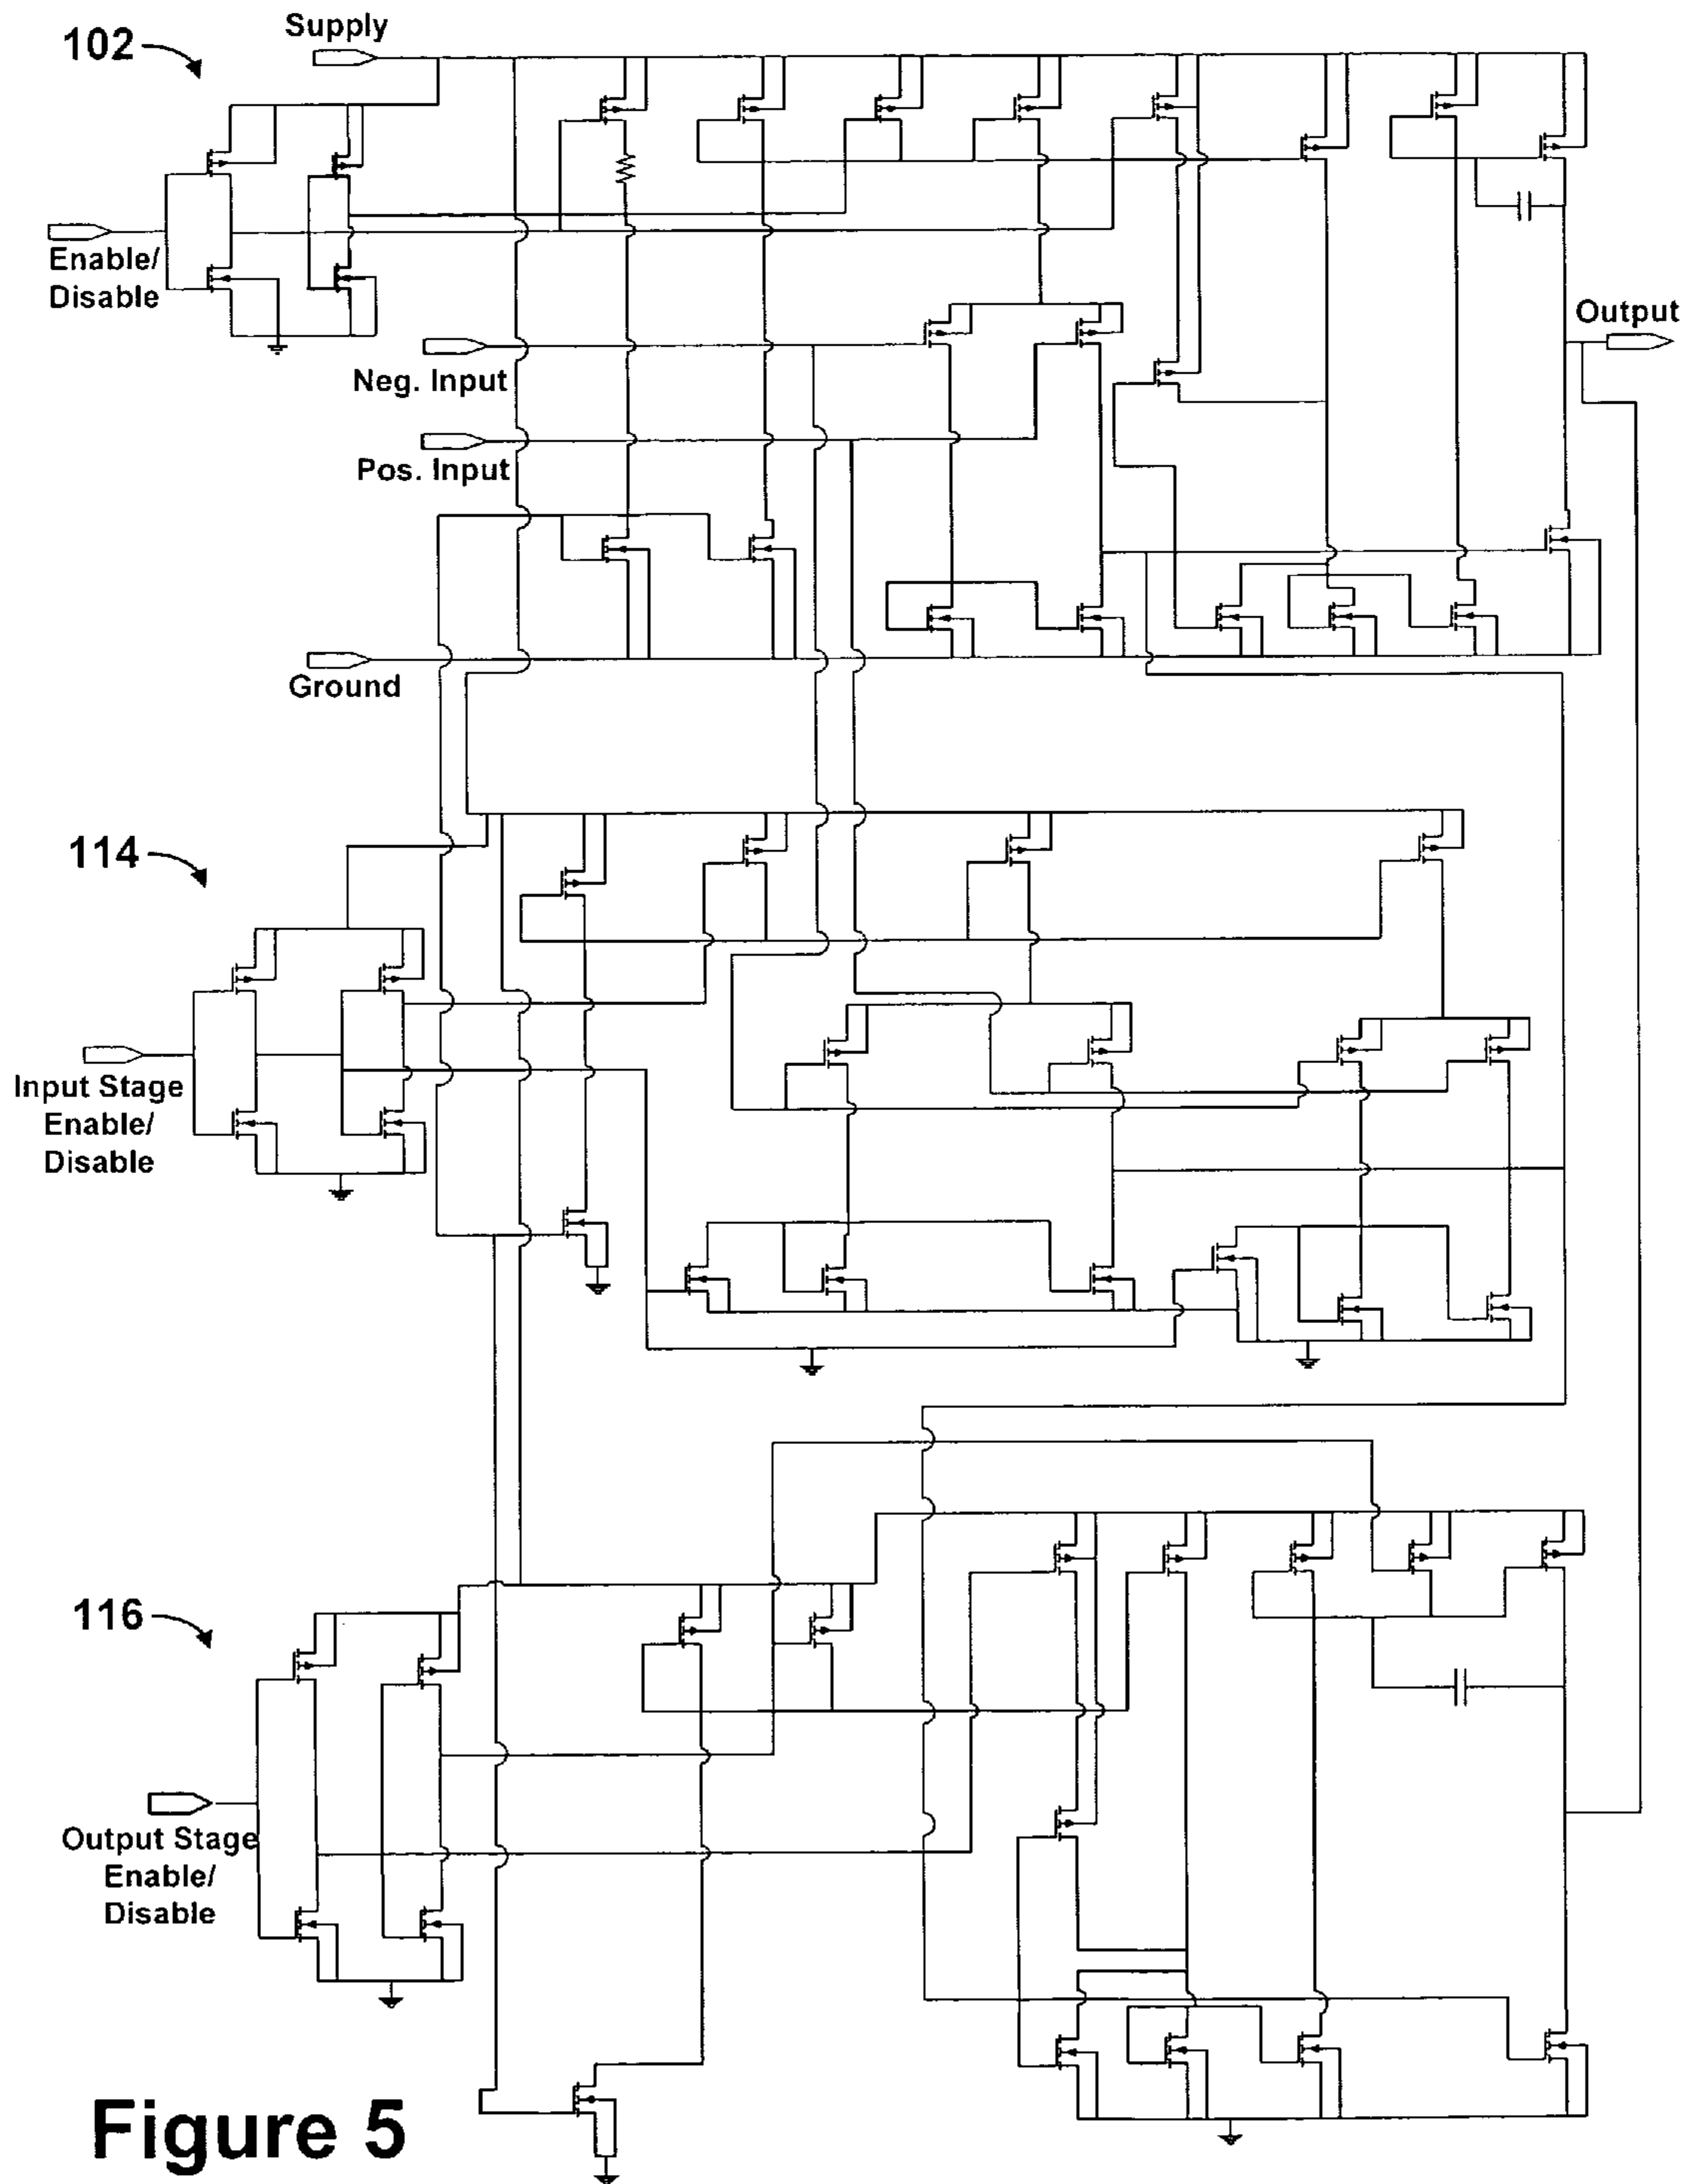 102
Supply
Enable/
Disable
Neg. Input
Pos. Input
Output
Ground
114
Input Stage
Enable/
Disable
116
Output Stage
Enable/
Disable
Figure 5